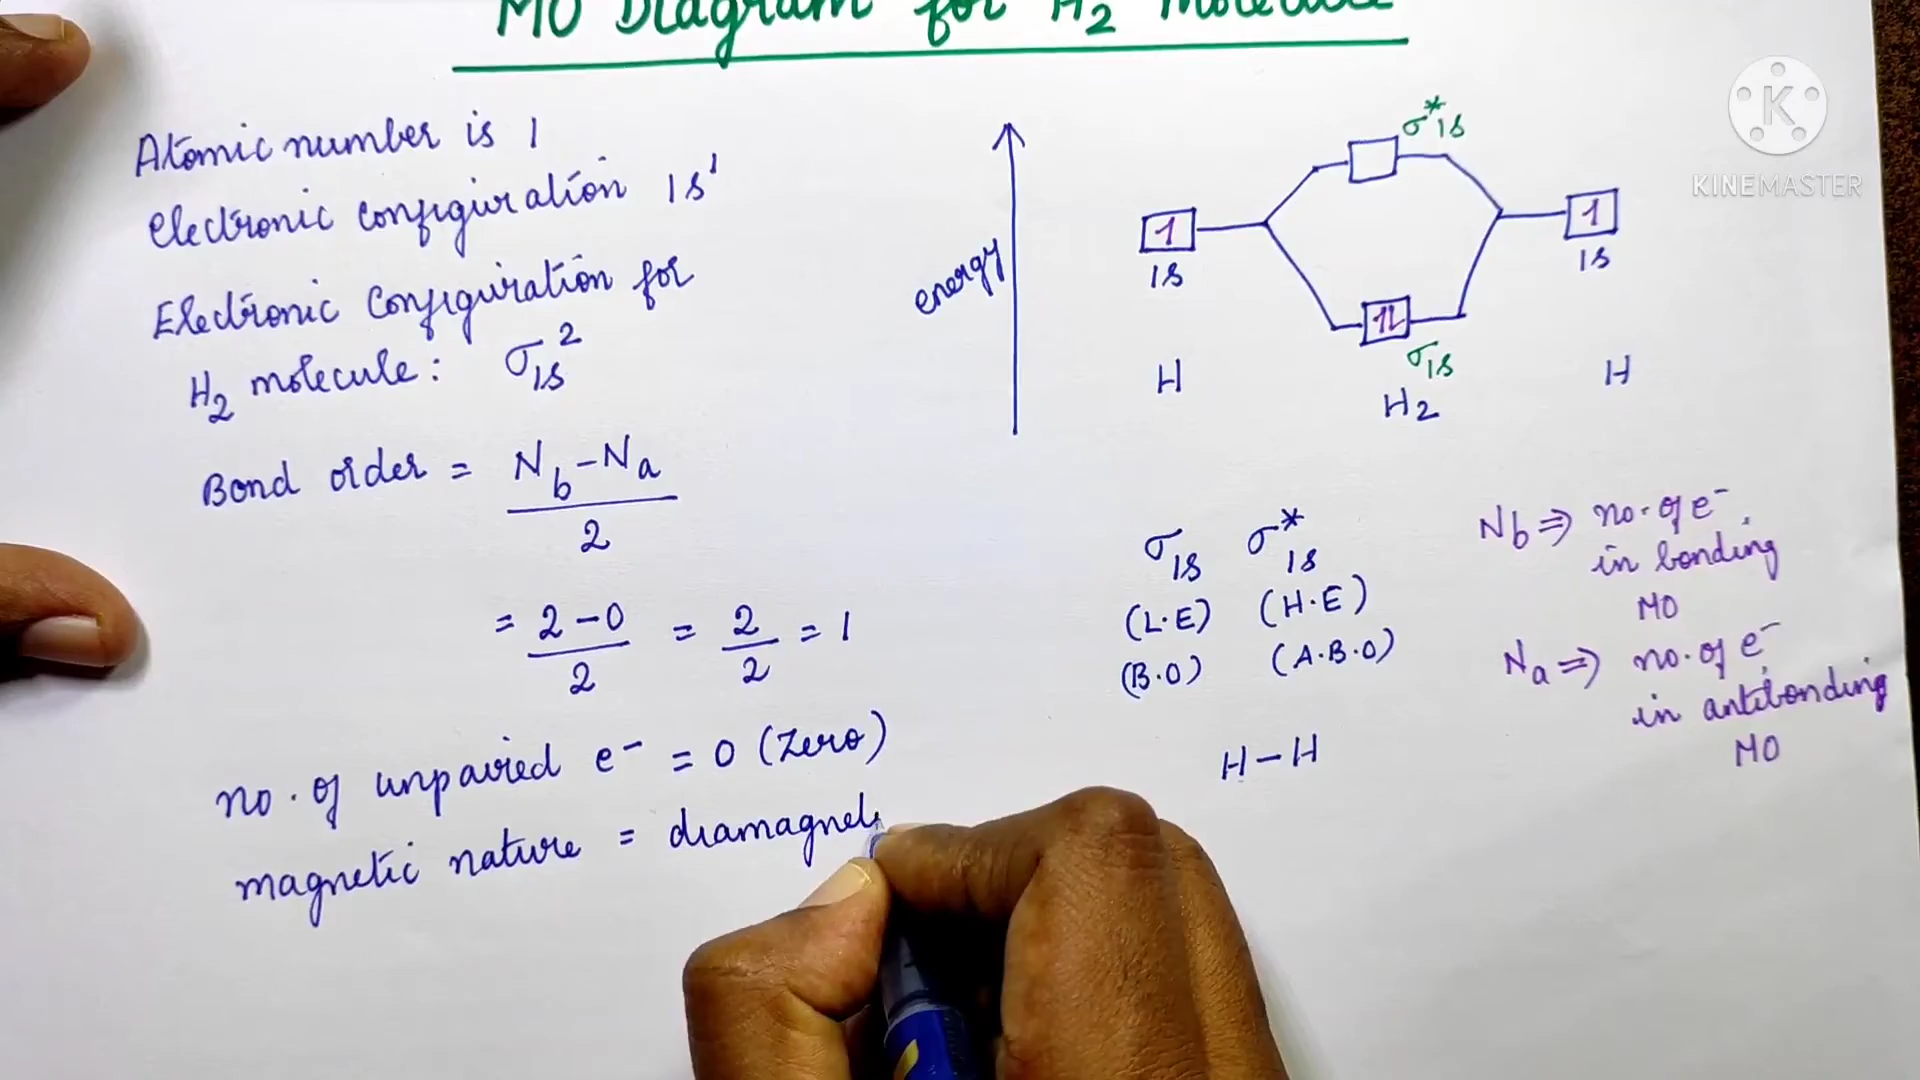 MO Diagram for H2 Molecule
Atomic number is 1
Electronic configuration 1s¹
Electronic configuration for
H₂ molecule: σ1s²
Bond order = Nb - Na / 2
= 2 - 0 / 2 = 2 / 2 = 1
no. of unpaired e⁻ = 0 (Zero)
magnetic nature = diamagnet
energy
σ*1s
1
1s
1
1s
1L
σ1s
H
H2
H
σ1s σ*1s
(L.E) (H.E)
(B.O) (A.B.O)
H-H
Nb ⇒ no. of e⁻
in bonding
MO
Na ⇒ no. of e⁻
in antibonding
MO
K
KINEMASTER